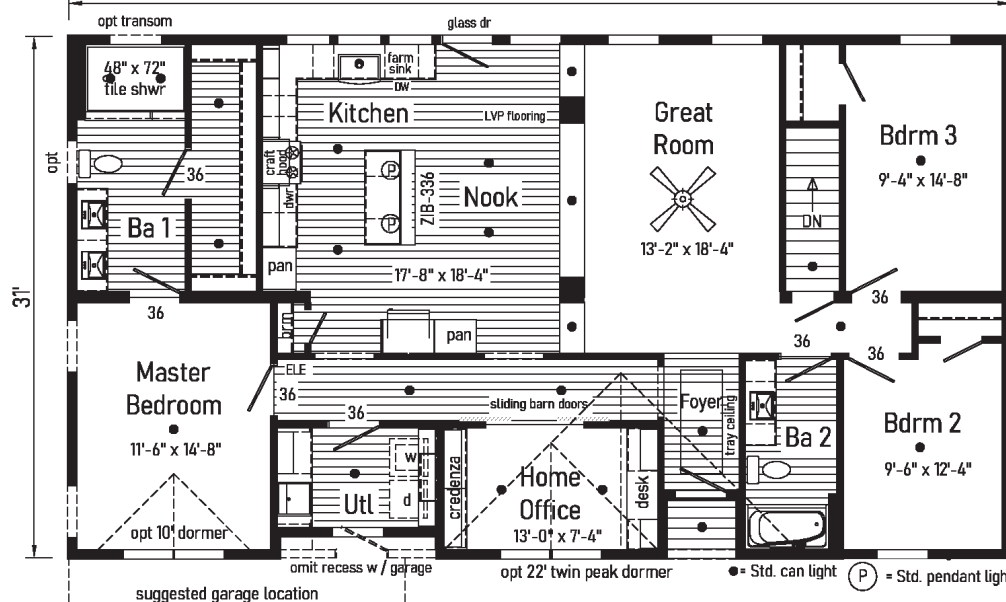 opt transom
glass dr
48" x 72"
tile shwr
farm
sink
DW
Kitchen
LVP flooring
Great
Room
Bdrm 3
9'-4" x 14'-8"
opt
36
craft
hood
dwr
P
P
ZIB-336
Nook
13'-2" x 18'-4"
DN
Ba 1
pan
17'-8" x 18'-4"
31'
36
36
brm
pan
36
36
ELE
Master
Bedroom
11'-6" x 14'-8"
36
36
sliding barn doors
Foyer
tray ceiling
Ba 2
Bdrm 2
9'-6" x 12'-4"
w
d
Utl
credenza
Home
Office
13'-0" x 7'-4"
desk
opt 10' dormer
omit recess w / garage
opt 22' twin peak dormer
= Std. can light
P = Std. pendant ligh
suggested garage location